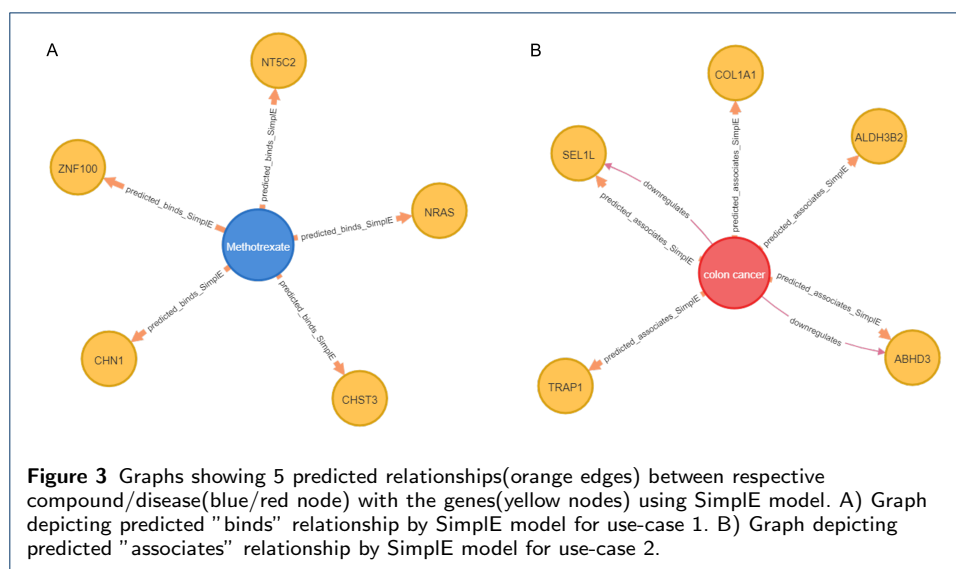 A
B
NT5C2
COL1A1
ALDH3B2
SEL1L
ZNF100
NRAS
Methotrexate
colon cancer
CHN1
CHST3
TRAP1
ABHD3
predicted_binds_SimplE
predicted_binds_SimplE
predicted_binds_SimplE
predicted_binds_SimplE
predicted_binds_SimplE
predicted_associates_SimplE
predicted_associates_SimplE
predicted_associates_SimplE
predicted_associates_SimplE
predicted_associates_SimplE
downregulates
downregulates
Figure 3 Graphs showing 5 predicted relationships(orange edges) between respective
compound/disease(blue/red node) with the genes(yellow nodes) using SimplE model. A) Graph
depicting predicted "binds" relationship by SimplE model for use-case 1. B) Graph depicting
predicted "associates" relationship by SimplE model for use-case 2.